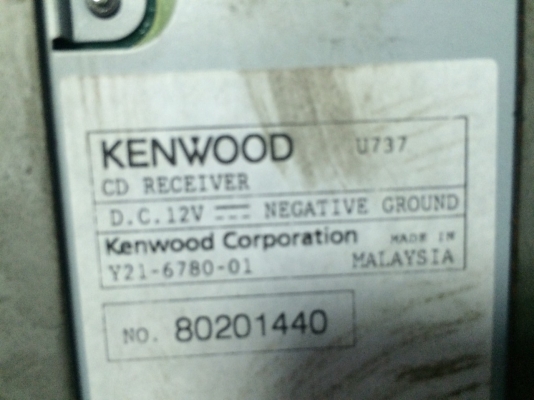 KENWOOD U737
CD RECEIVER
D.C.12V ⎓ NEGATIVE GROUND
Kenwood Corporation MADE IN
Y21-6780-01 MALAYSIA
NO. 80201440